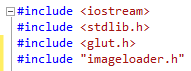 #include <iostream>
#include <stdlib.h>
#include <glut.h>
#include "imageloader.h"